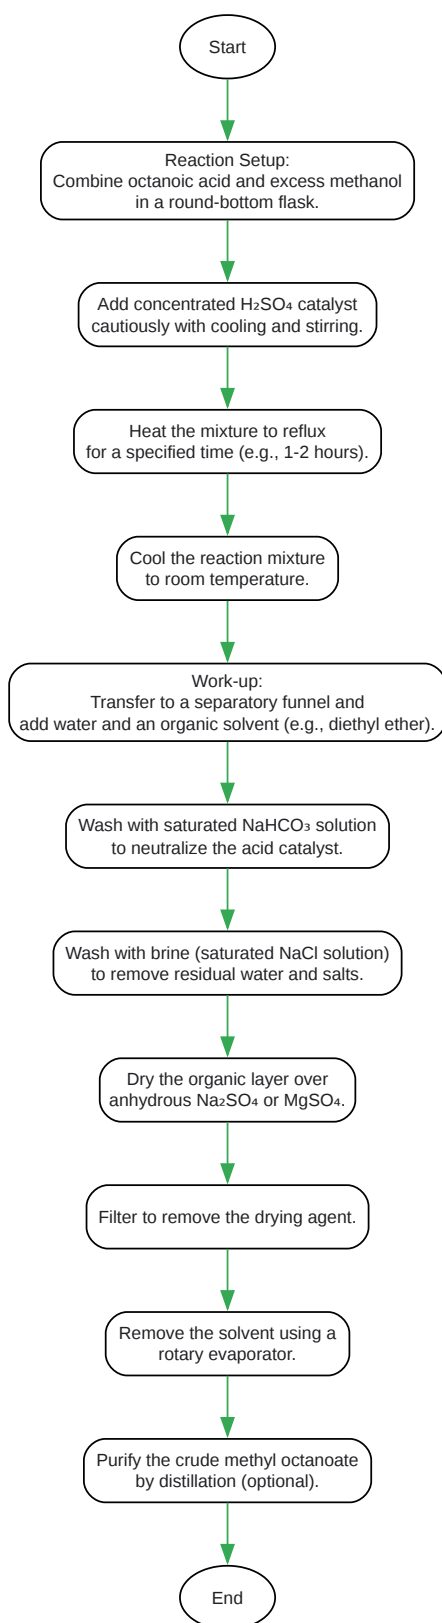 Start
Reaction Setup:
Combine octanoic acid and excess methanol
in a round-bottom flask.
Add concentrated H₂SO₄ catalyst
cautiously with cooling and stirring.
Heat the mixture to reflux
for a specified time (e.g., 1-2 hours).
Cool the reaction mixture
to room temperature.
Work-up:
Transfer to a separatory funnel and
add water and an organic solvent (e.g., diethyl ether).
Wash with saturated NaHCO₃ solution
to neutralize the acid catalyst.
Wash with brine (saturated NaCl solution)
to remove residual water and salts.
Dry the organic layer over
anhydrous Na₂SO₄ or MgSO₄.
Filter to remove the drying agent.
Remove the solvent using a
rotary evaporator.
Purify the crude methyl octanoate
by distillation (optional).
End